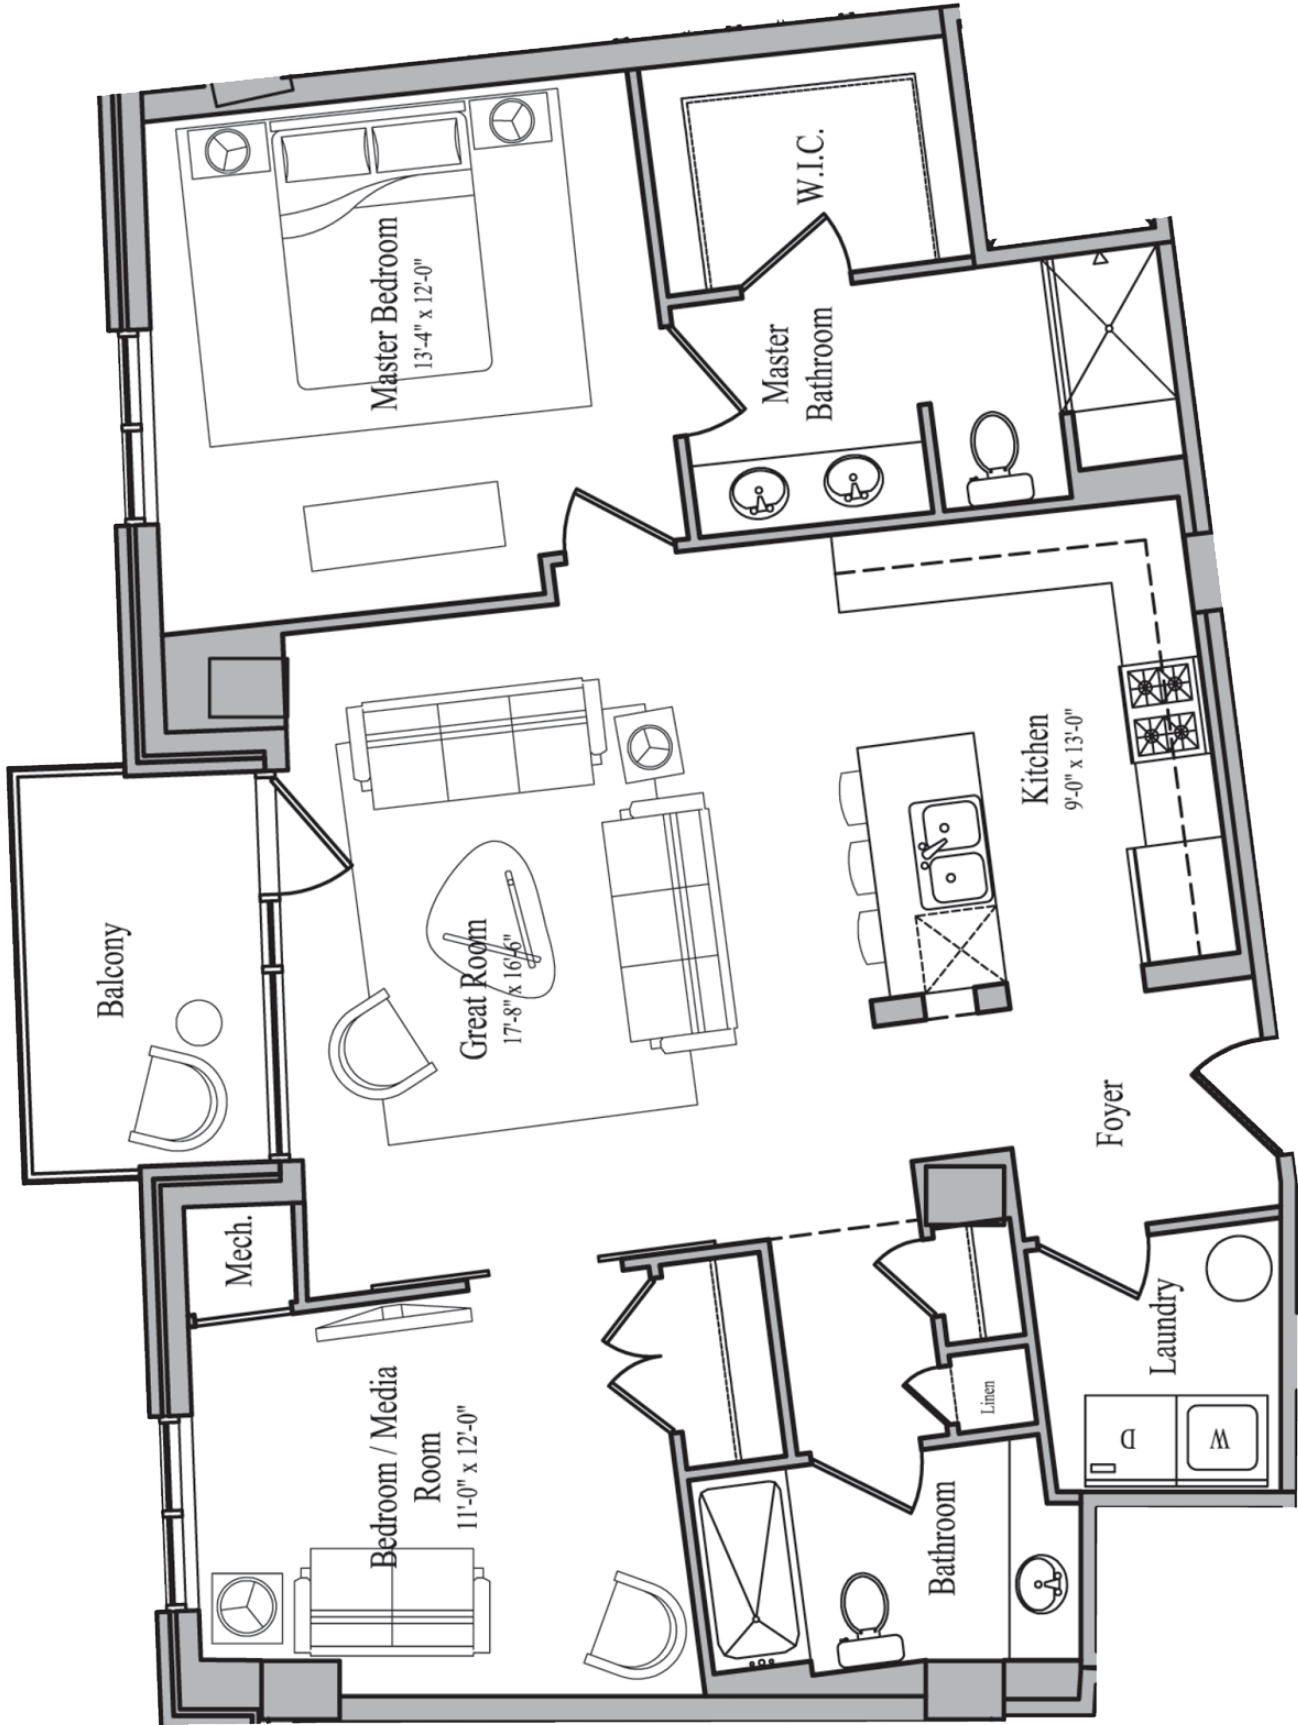 Master Bedroom
13'-4" x 12'-0"
W.I.C.
Master
Bathroom
Balcony
Great Room
17'-8" x 16'-6"
Kitchen
9'-0" x 13'-0"
Foyer
Mech.
Bedroom / Media
Room
11'-0" x 12'-0"
Linen
Laundry
D
W
Bathroom